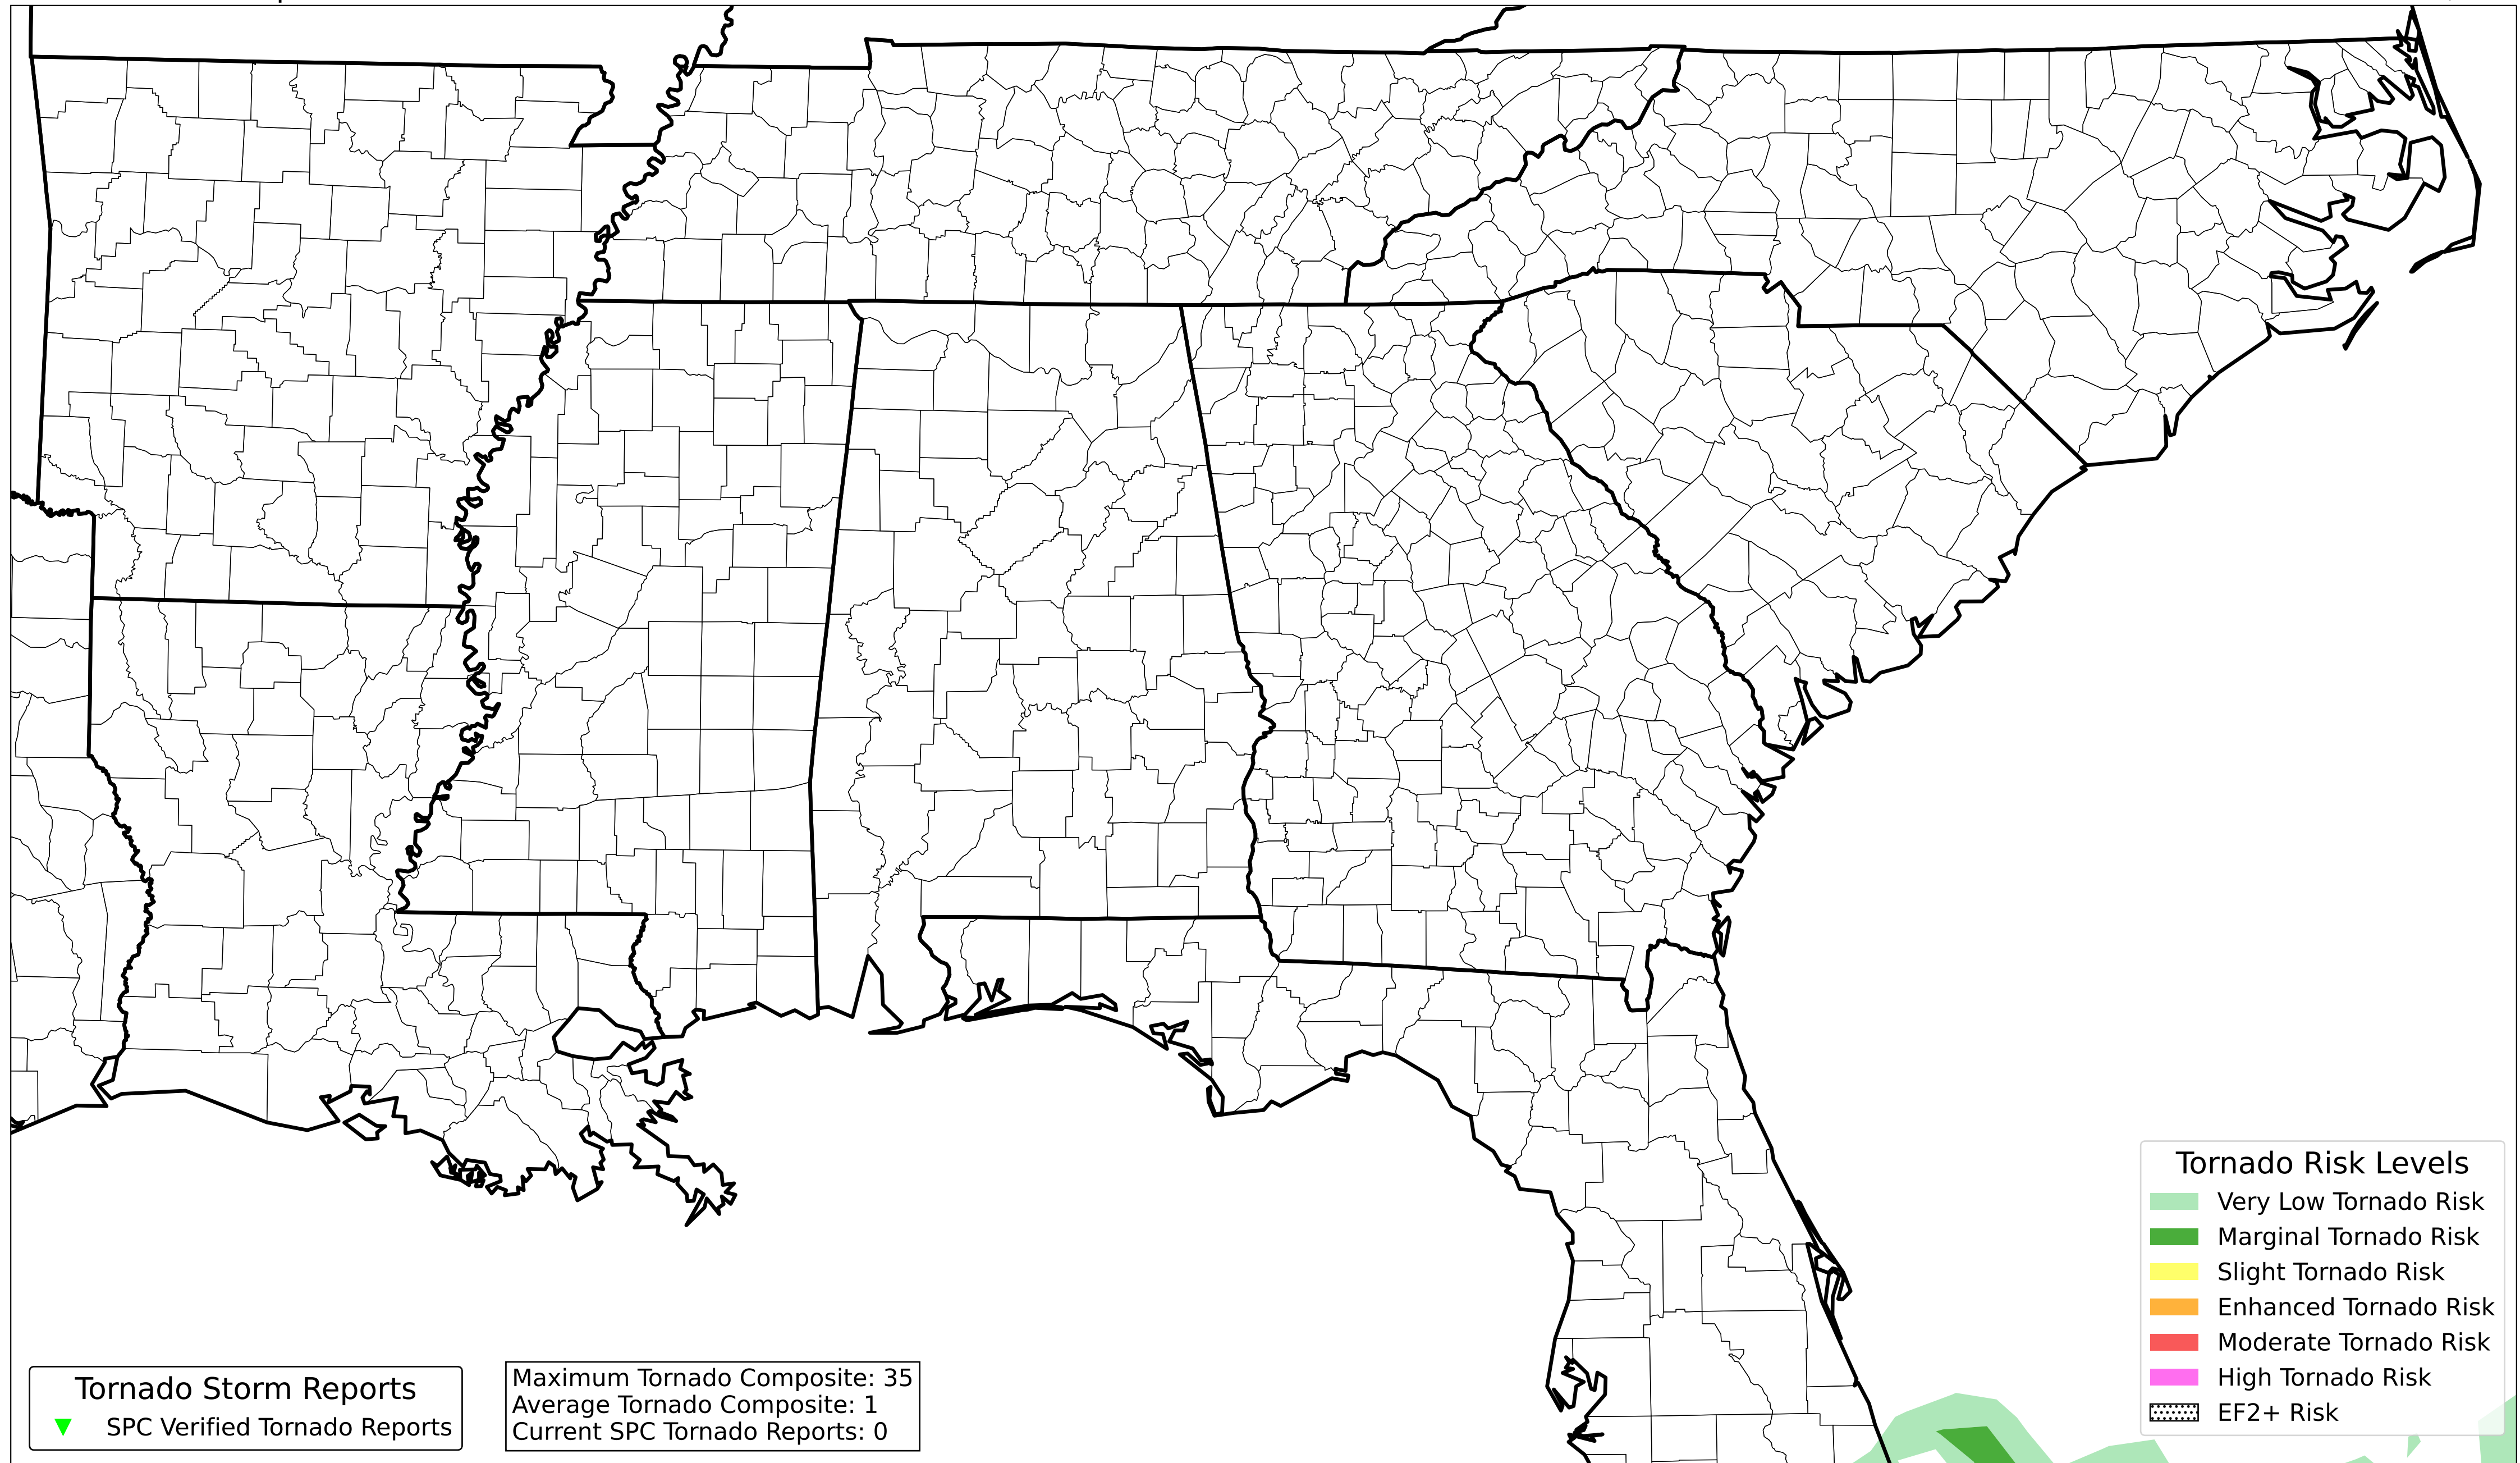 Tornado Risk Levels
Very Low Tornado Risk
Marginal Tornado Risk
Slight Tornado Risk
Enhanced Tornado Risk
Moderate Tornado Risk
High Tornado Risk
EF2+ Risk
Tornado Storm Reports
SPC Verified Tornado Reports
Maximum Tornado Composite: 35
Average Tornado Composite: 1
Current SPC Tornado Reports: 0